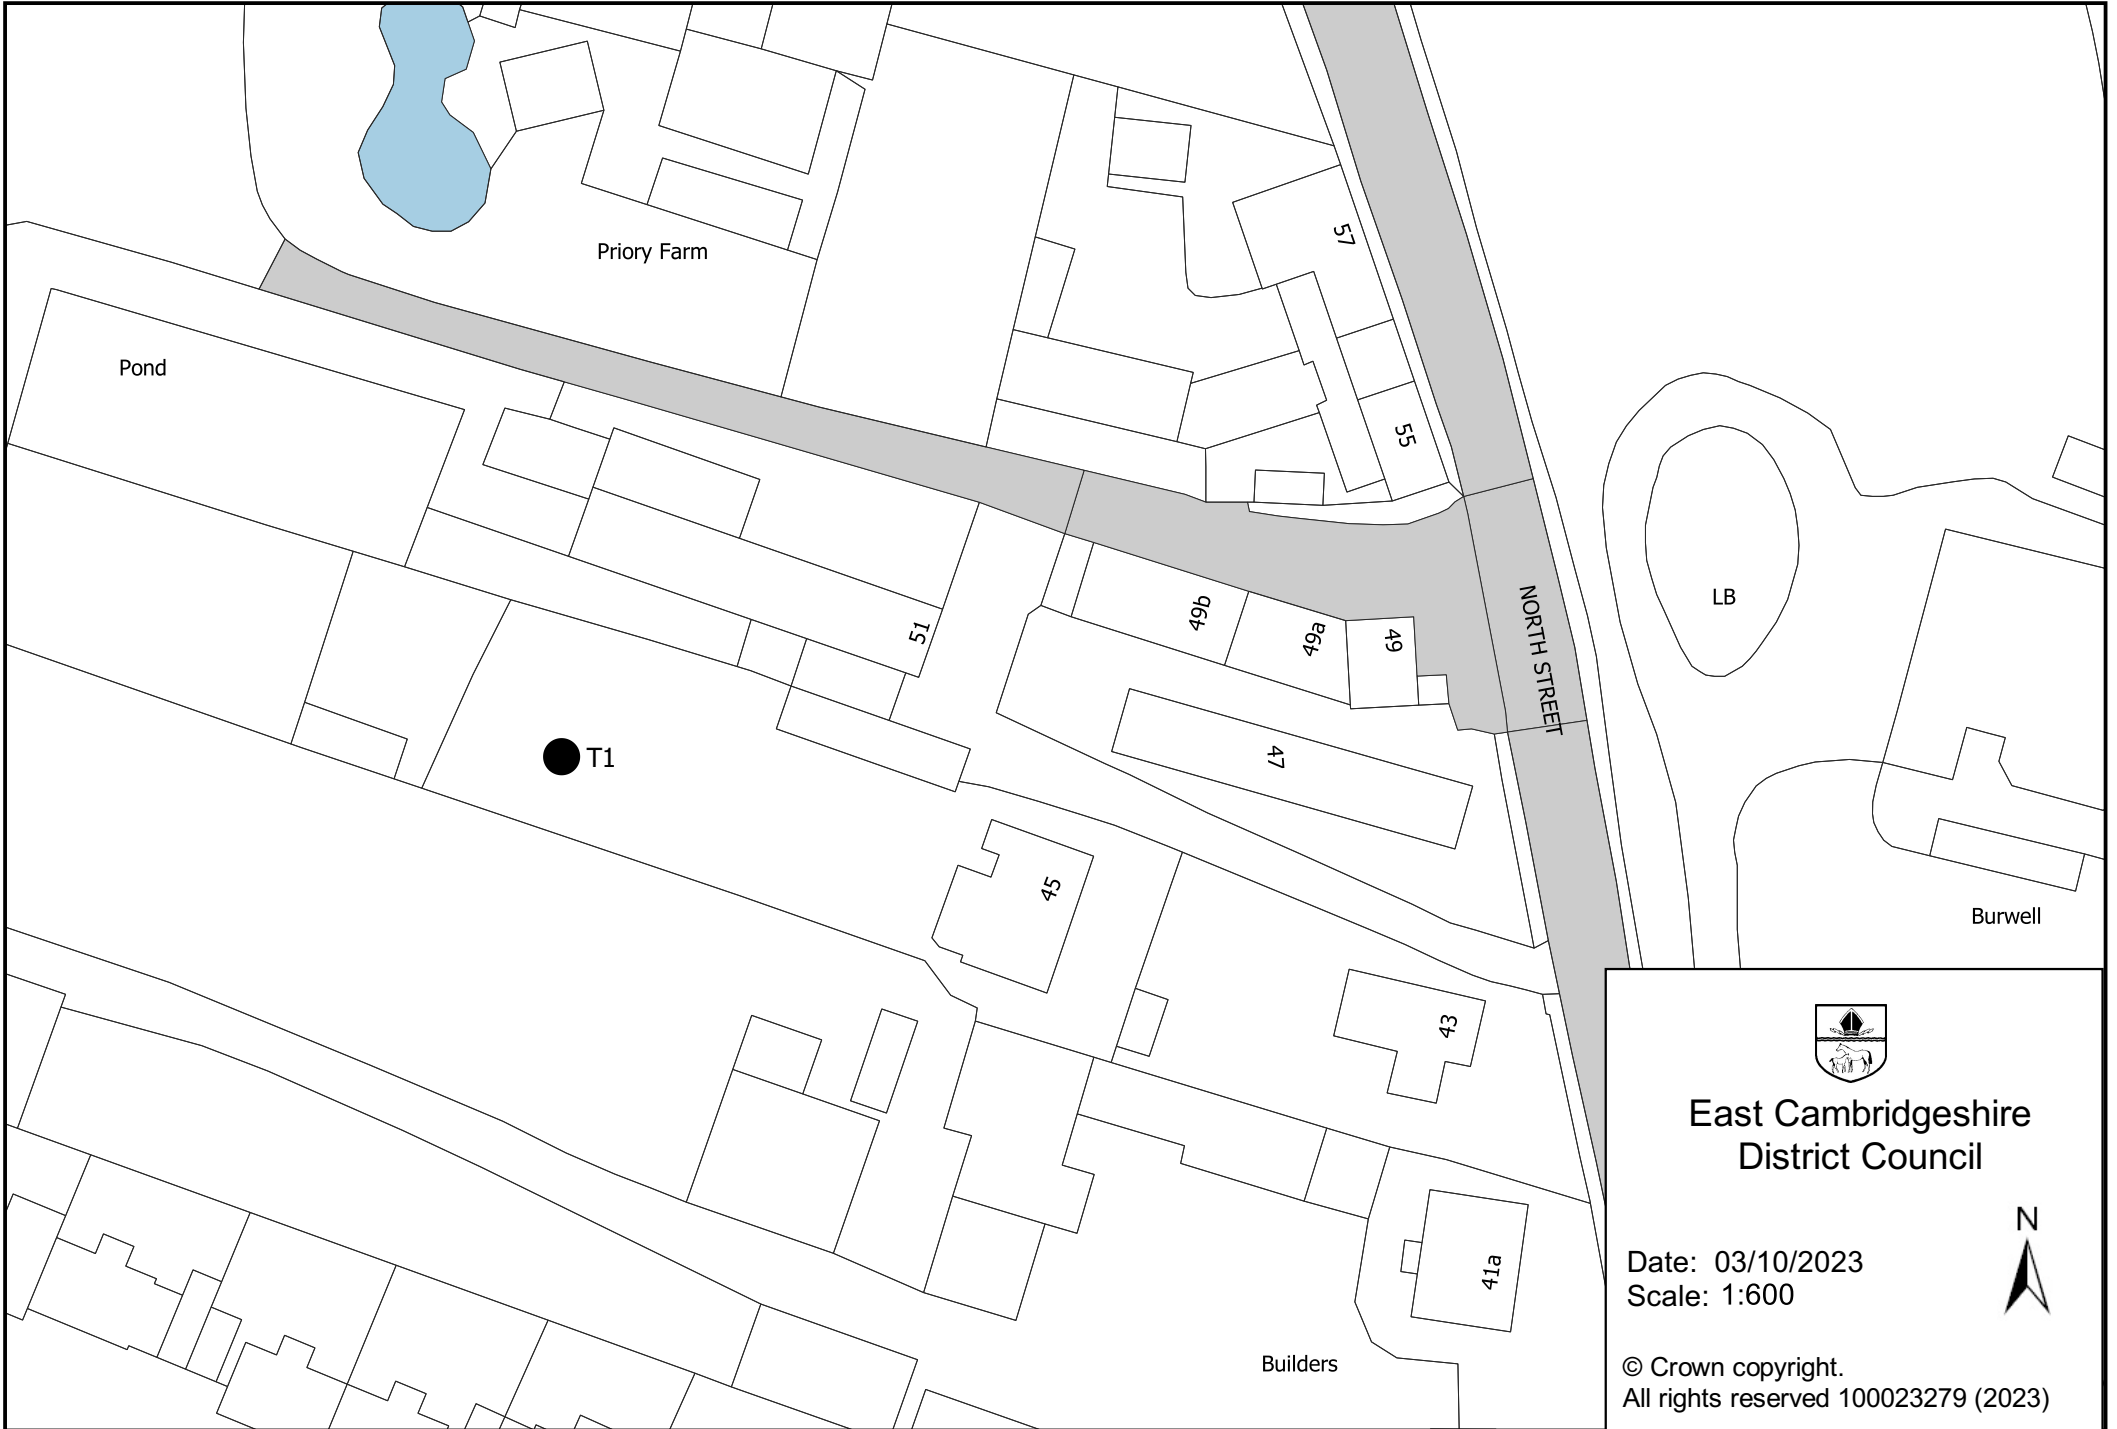 57
Priory Farm
Pond
55
NORTH STREET
LB
49b
49a
49
51
47
T1
45
Burwell
43
41a
Builders
East Cambridgeshire
District Council
N
Date: 03/10/2023
Scale: 1:600
© Crown copyright.
All rights reserved 100023279 (2023)